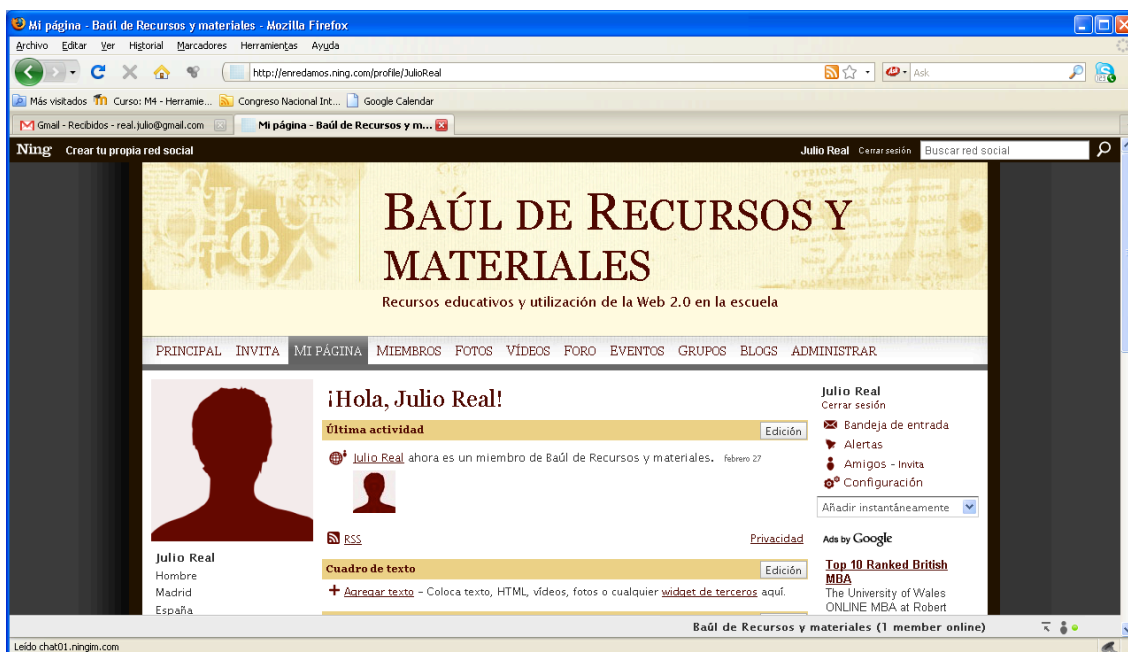 Mi página - Baúl de Recursos y materiales - Mozilla Firefox
Archivo Editar Ver Historial Marcadores Herramientas Ayuda
http://enredamos.ning.com/profile/JulioReal
Ask
Más visitados Curso: M4 - Herramie... Congreso Nacional Int... Google Calendar
Gmail - Recibidos - real.julio@gmail.com Mi página - Baúl de Recursos y m...
Ning Crear tu propia red social Julio Real Cerrar sesión Buscar red social
BAÚL DE RECURSOS Y
MATERIALES
Recursos educativos y utilización de la Web 2.0 en la escuela
PRINCIPAL INVITA MI PÁGINA MIEMBROS FOTOS VÍDEOS FORO EVENTOS GRUPOS BLOGS ADMINISTRAR
¡Hola, Julio Real!
Última actividad Edición
Julio Real ahora es un miembro de Baúl de Recursos y materiales. febrero 27
RSS Privacidad
Cuadro de texto Edición
Agregar texto - Coloca texto, HTML, vídeos, fotos o cualquier widget de terceros aquí.
Julio Real
Hombre
Madrid
España
Julio Real
Cerrar sesión
Bandeja de entrada
Alertas
Amigos - Invita
Configuración
Añadir instantáneamente
Ads by Google
Top 10 Ranked British
MBA
The University of Wales
ONLINE MBA at Robert
Baúl de Recursos y materiales (1 member online)
Leído chat01.ningim.com